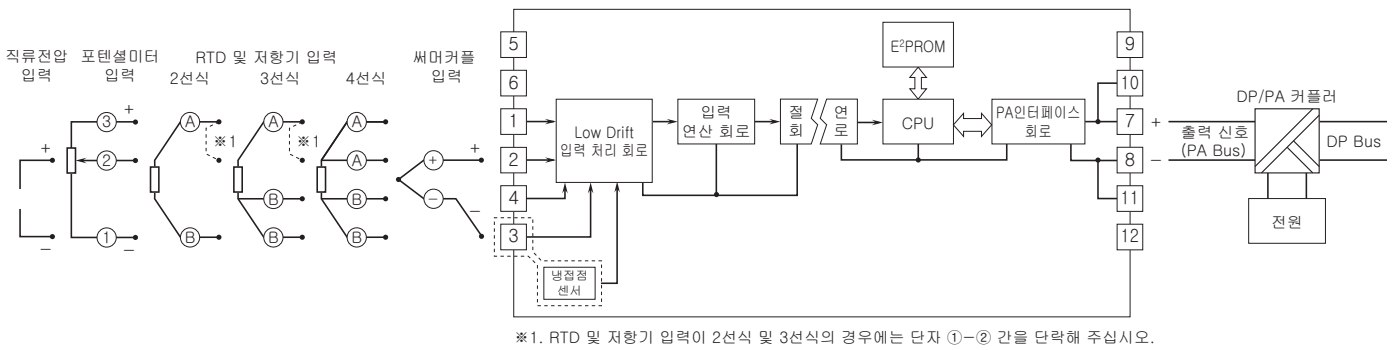 직류전압
입력
+
−
포텐셜미터
입력
③ +
②
① −
RTD 및 저항기 입력
2선식
3선식
4선식
Ⓐ
※1
Ⓑ
Ⓐ
※1
Ⓑ
Ⓑ
Ⓐ
Ⓐ
Ⓑ
Ⓑ
써머커플
입력
+
+
−
−
5
6
1
2
4
3
Low Drift
입력 처리 회로
냉접점
센서
입력
연산 회로
절 연
회 로
E²PROM
CPU
PA인터페이스
회로
9
10
7
8
11
12
+
출력 신호
(PA Bus)
−
DP/PA 커플러
DP Bus
전원
※1. RTD 및 저항기 입력이 2선식 및 3선식의 경우에는 단자 ①−② 간을 단락해 주십시오.